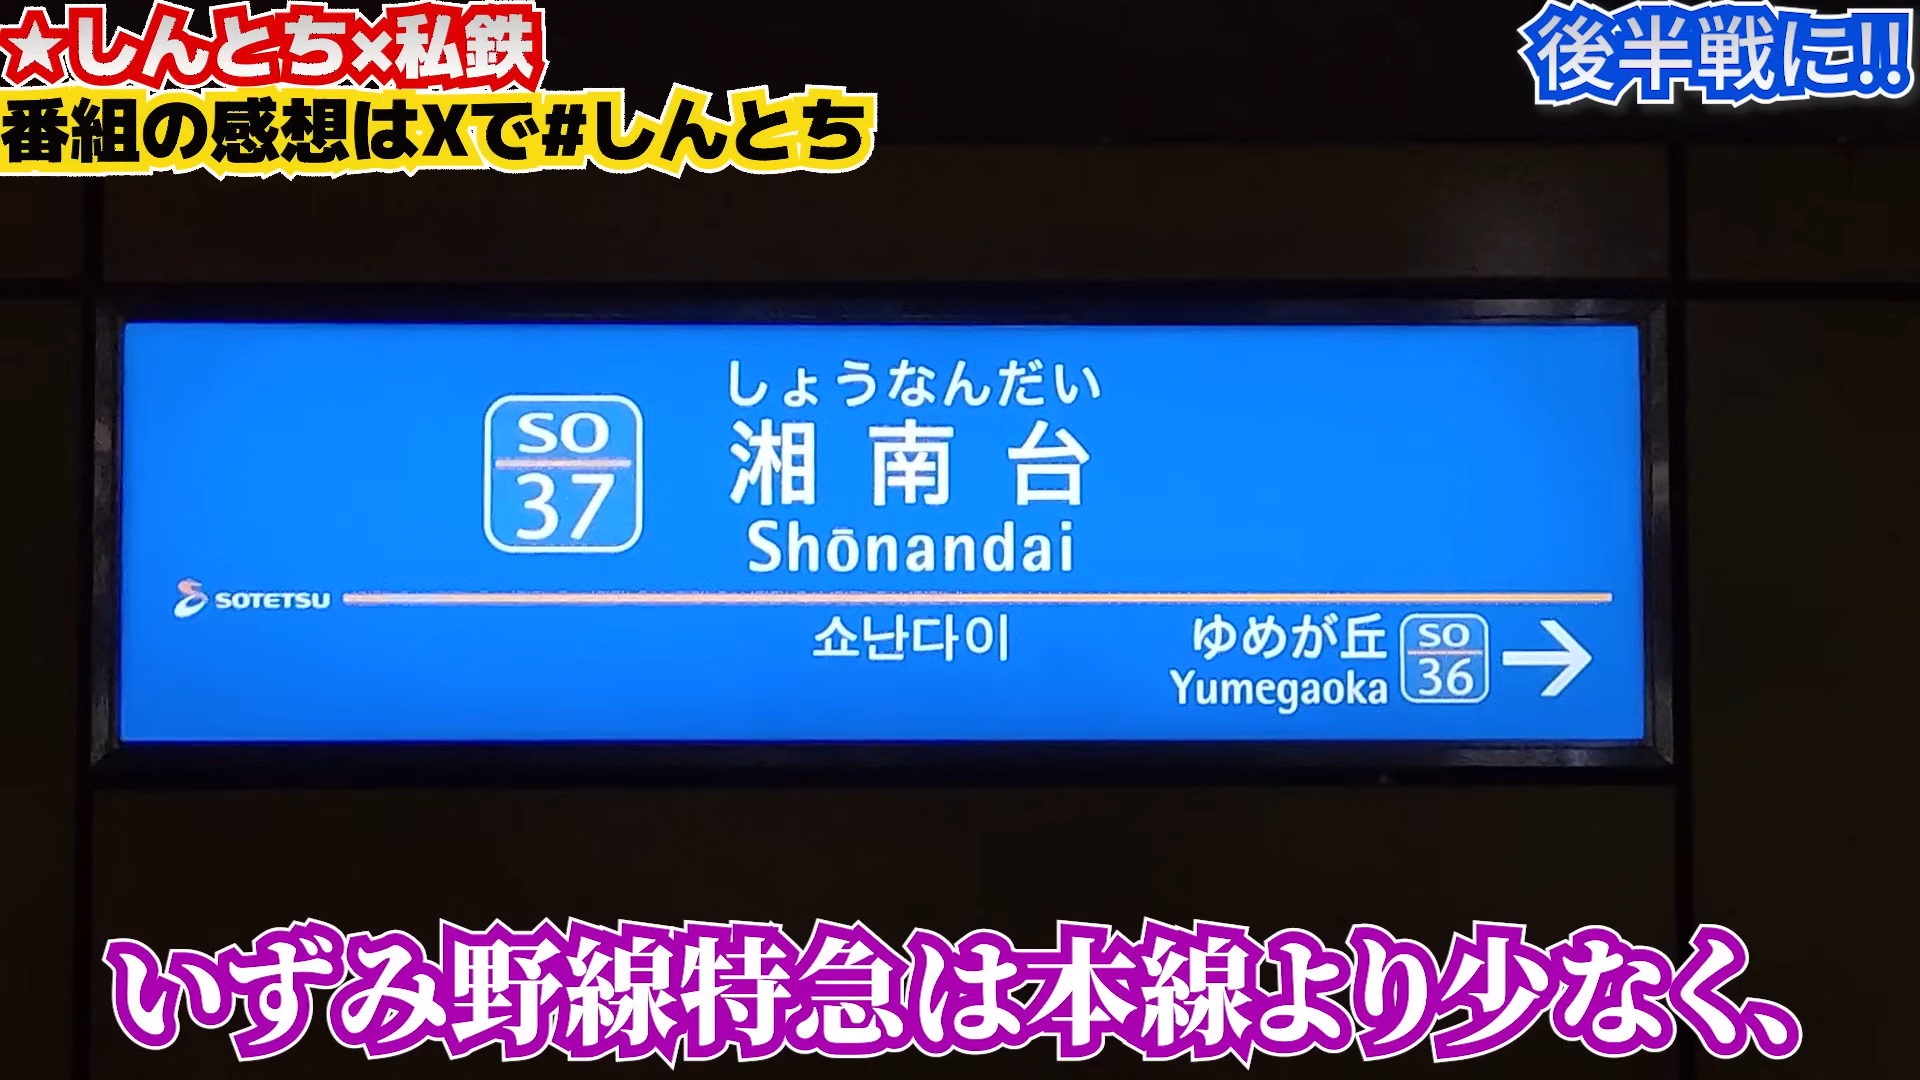 ★しんとち×私鉄
後半戦に!!
番組の感想はXで#しんとち
しょうなんだい
SO
37
湘南台
Shōnandai
SOTETSU
쇼난다이
ゆめが丘
Yumegaoka
SO
36
いずみ野線特急は本線より少なく、